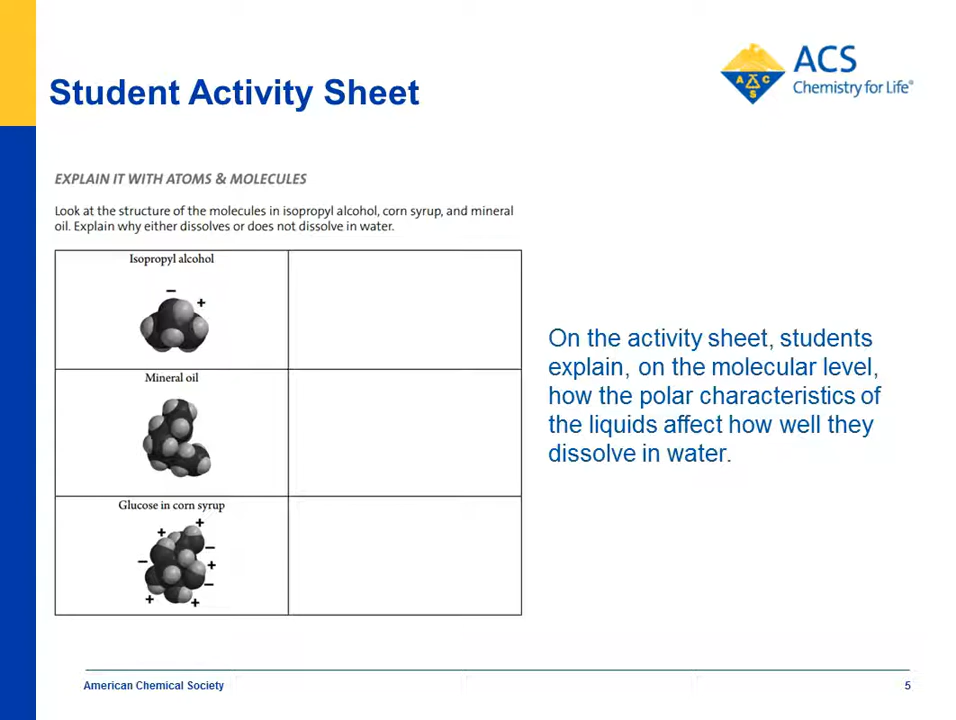 Student Activity Sheet
ACS
Chemistry for Life®
A C S
EXPLAIN IT WITH ATOMS & MOLECULES
Look at the structure of the molecules in isopropyl alcohol, corn syrup, and mineral
oil. Explain why either dissolves or does not dissolve in water.
Isopropyl alcohol
−
+
Mineral oil
Glucose in corn syrup
+
+
−
−
+
−
+
+
On the activity sheet, students
explain, on the molecular level,
how the polar characteristics of
the liquids affect how well they
dissolve in water.
American Chemical Society
5